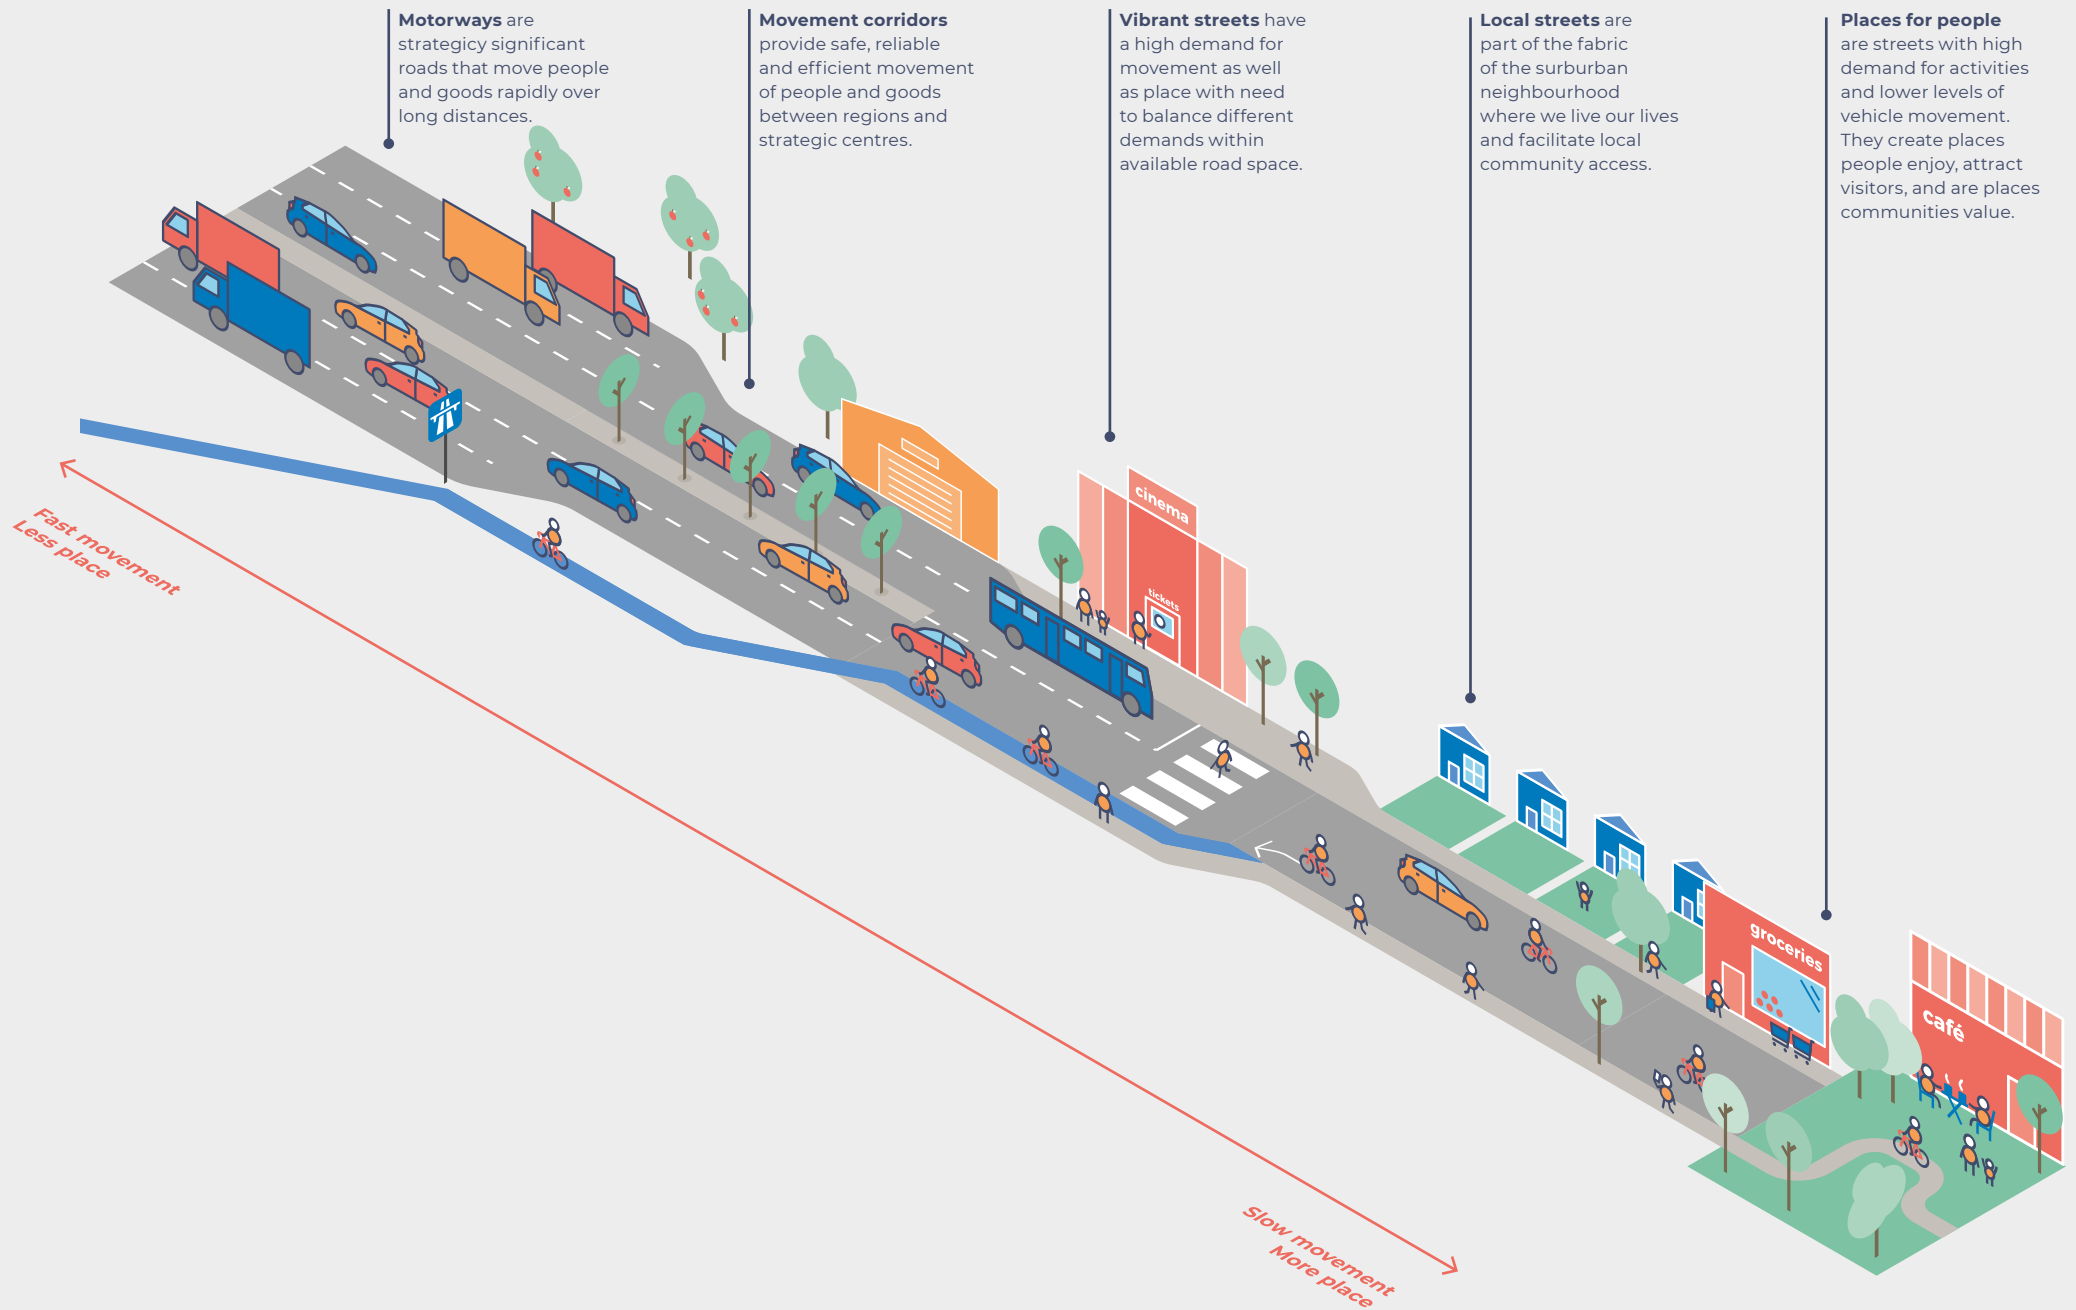 Motorways are
strategicy significant
roads that move people
and goods rapidly over
long distances.
Movement corridors
provide safe, reliable
and efficient movement
of people and goods
between regions and
strategic centres.
Vibrant streets have
a high demand for
movement as well
as place with need
to balance different
demands within
available road space.
Local streets are
part of the fabric
of the surburban
neighbourhood
where we live our lives
and facilitate local
community access.
Places for people
are streets with high
demand for activities
and lower levels of
vehicle movement.
They create places
people enjoy, attract
visitors, and are places
communities value.
cinema
tickets
groceries
café
Fast movement
Less place
Slow movement
More place